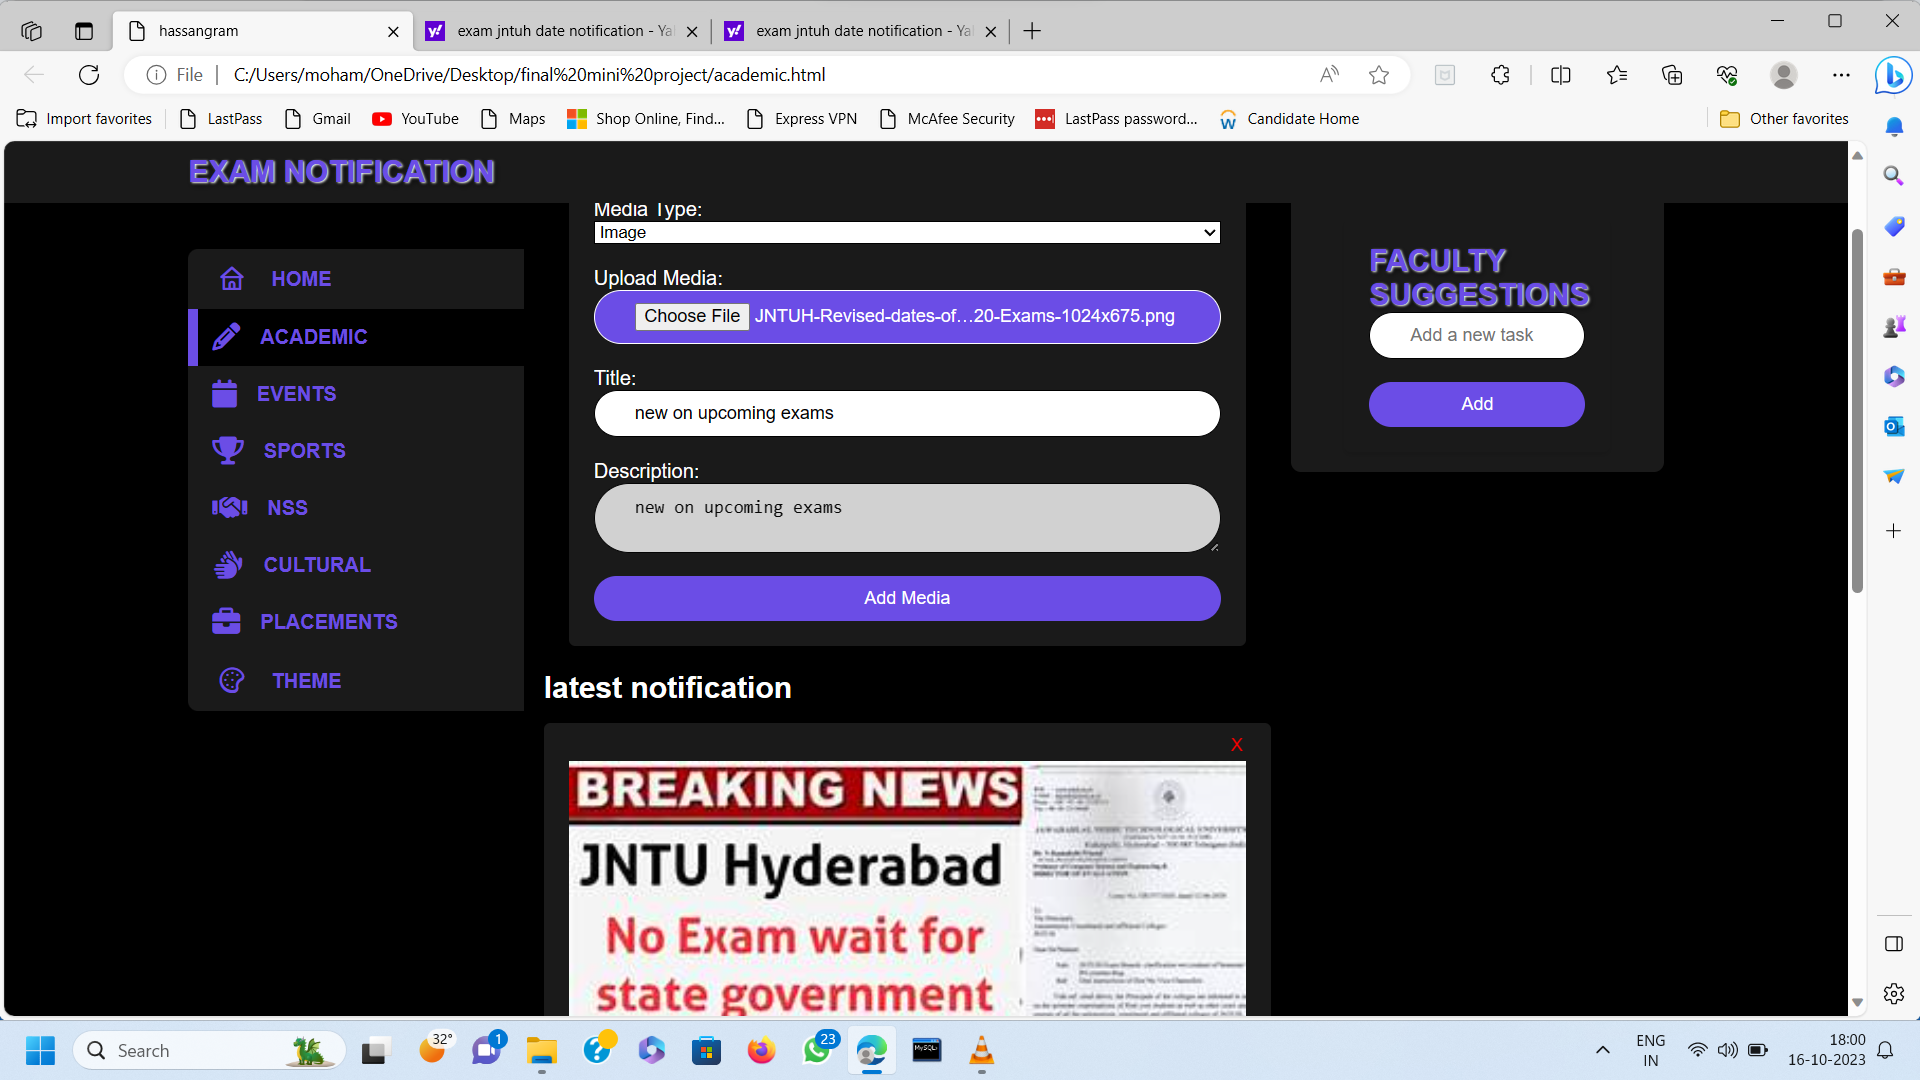 hassangram
exam jntuh date notification - Ya
exam jntuh date notification - Ya
File
C:/Users/moham/OneDrive/Desktop/final%20mini%20project/academic.html
Import favorites
LastPass
Gmail
YouTube
Maps
Shop Online, Find...
Express VPN
McAfee Security
LastPass password...
Candidate Home
Other favorites
EXAM NOTIFICATION
HOME
ACADEMIC
EVENTS
SPORTS
NSS
CULTURAL
PLACEMENTS
THEME
Media Type:
Image
Upload Media:
Choose File JNTUH-Revised-dates-of...20-Exams-1024x675.png
Title:
new on upcoming exams
Description:
new on upcoming exams
Add Media
latest notification
X
BREAKING NEWS
JNTU Hyderabad
No Exam wait for
state government
FACULTY
SUGGESTIONS
Add a new task
Add
Search
32°
1
23
MySQL
ENG
IN
18:00
16-10-2023